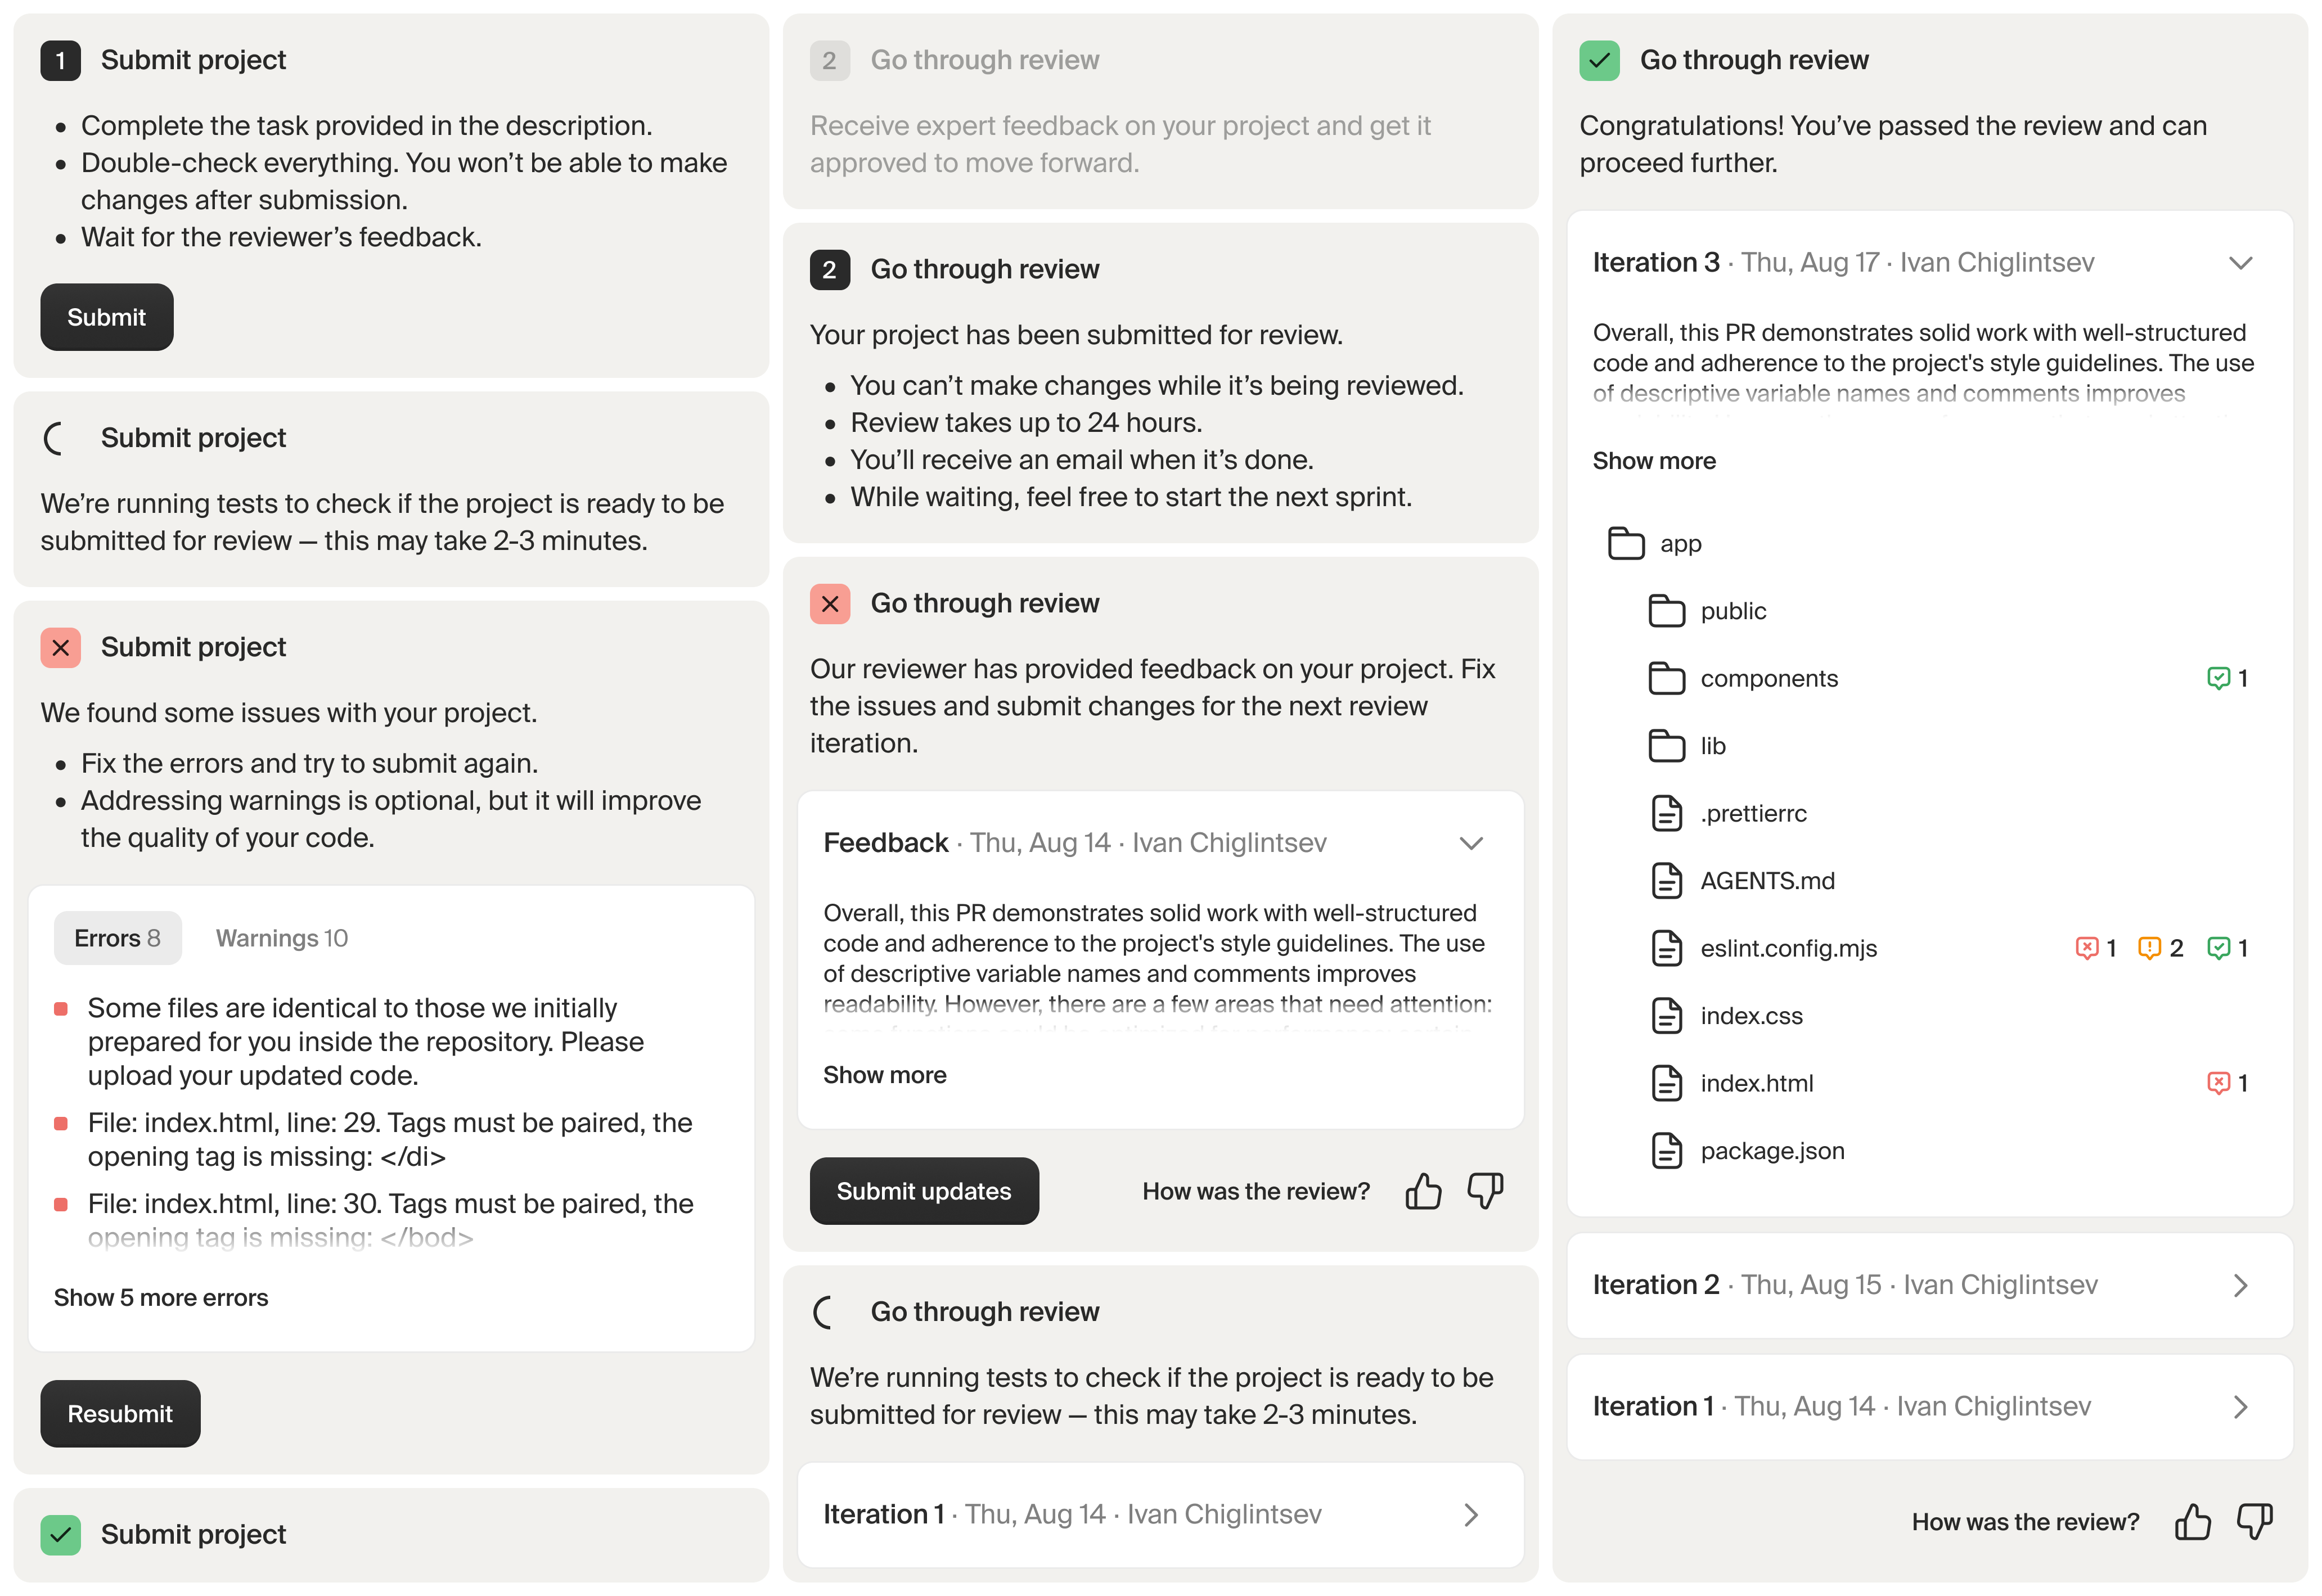 1 Submit project
• Complete the task provided in the description.
• Double-check everything. You won’t be able to make
changes after submission.
• Wait for the reviewer’s feedback.
Submit
Submit project
We’re running tests to check if the project is ready to be
submitted for review — this may take 2-3 minutes.
Submit project
We found some issues with your project.
• Fix the errors and try to submit again.
• Addressing warnings is optional, but it will improve
the quality of your code.
Errors 8 Warnings 10
Some files are identical to those we initially
prepared for you inside the repository. Please
upload your updated code.
File: index.html, line: 29. Tags must be paired, the
opening tag is missing: </di>
File: index.html, line: 30. Tags must be paired, the
opening tag is missing: </bod>
Show 5 more errors
Resubmit
Submit project
2 Go through review
Receive expert feedback on your project and get it
approved to move forward.
2 Go through review
Your project has been submitted for review.
• You can’t make changes while it’s being reviewed.
• Review takes up to 24 hours.
• You’ll receive an email when it’s done.
• While waiting, feel free to start the next sprint.
Go through review
Our reviewer has provided feedback on your project. Fix
the issues and submit changes for the next review
iteration.
Feedback · Thu, Aug 14 · Ivan Chiglintsev
Overall, this PR demonstrates solid work with well-structured
code and adherence to the project's style guidelines. The use
of descriptive variable names and comments improves
readability. However, there are a few areas that need attention:
Show more
Submit updates How was the review?
Go through review
We’re running tests to check if the project is ready to be
submitted for review — this may take 2-3 minutes.
Iteration 1 · Thu, Aug 14 · Ivan Chiglintsev
Go through review
Congratulations! You’ve passed the review and can
proceed further.
Iteration 3 · Thu, Aug 17 · Ivan Chiglintsev
Overall, this PR demonstrates solid work with well-structured
code and adherence to the project's style guidelines. The use
of descriptive variable names and comments improves
Show more
app
public
components 1
lib
.prettierrc
AGENTS.md
eslint.config.mjs 1 2 1
index.css
index.html 1
package.json
Iteration 2 · Thu, Aug 15 · Ivan Chiglintsev
Iteration 1 · Thu, Aug 14 · Ivan Chiglintsev
How was the review?